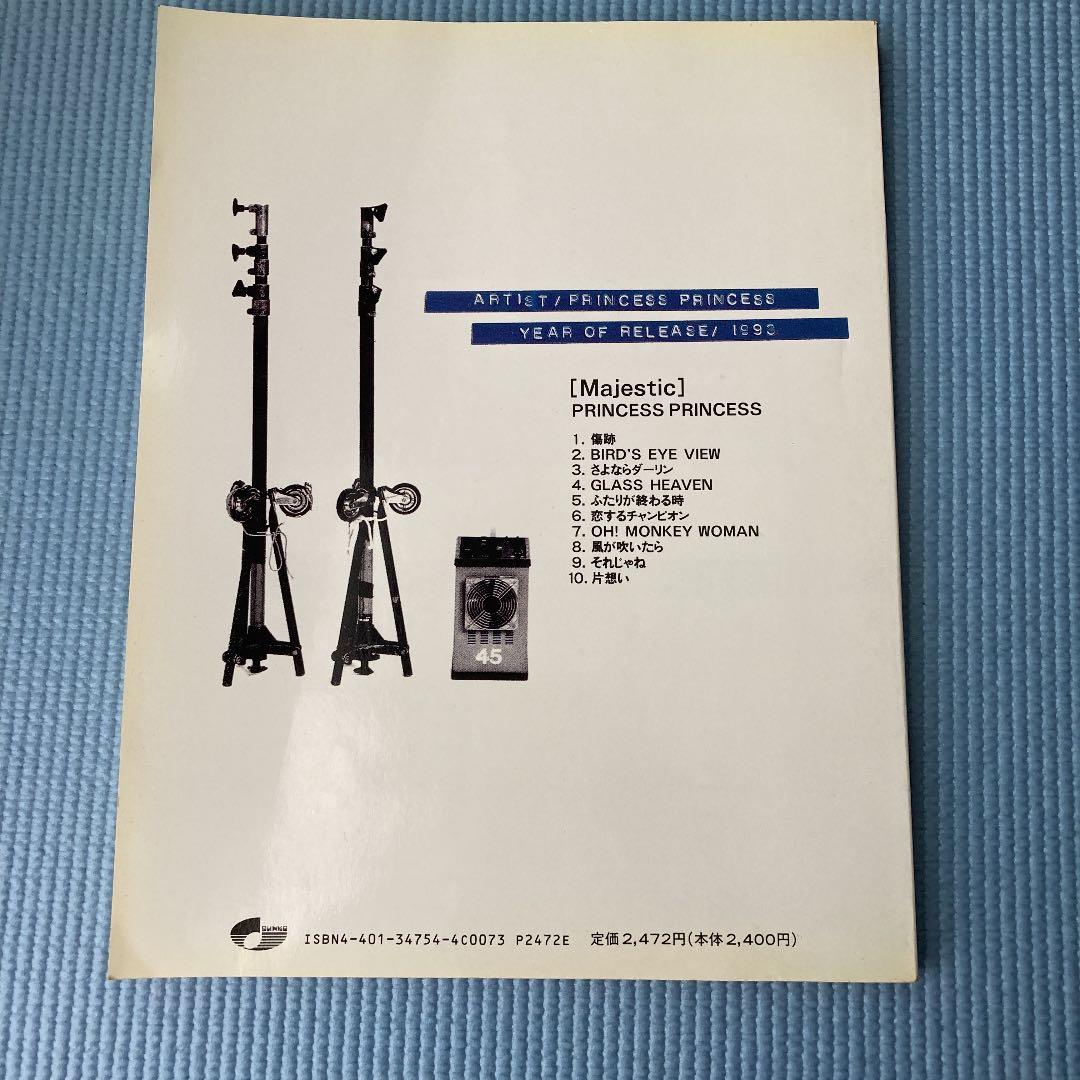 ARTIST/PRINCESS PRINCESS
YEAR OF RELEASE/ 1993
[Majestic]
PRINCESS PRINCESS
1. 傷跡
2. BIRD'S EYE VIEW
3. さよならダーリン
4. GLASS HEAVEN
5. ふたりが終わる時
6. 恋するチャンピオン
7. OH! MONKEY WOMAN
8. 風が吹いたら
9. それじゃね
10. 片想い
45
ISBN4-401-34754-4C0073 P2472E 定価2,472円(本体2,400円)